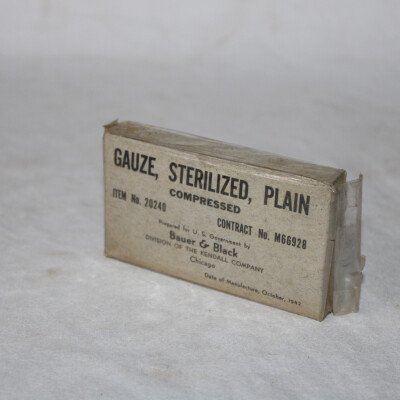 GAUZE, STERILIZED, PLAIN
COMPRESSED
ITEM No. 20240 CONTRACT No. M66928
Prepared for U. S. Government by
Bauer & Black
DIVISION OF THE KENDALL COMPANY
Chicago
Date of Manufacture, October, 1942